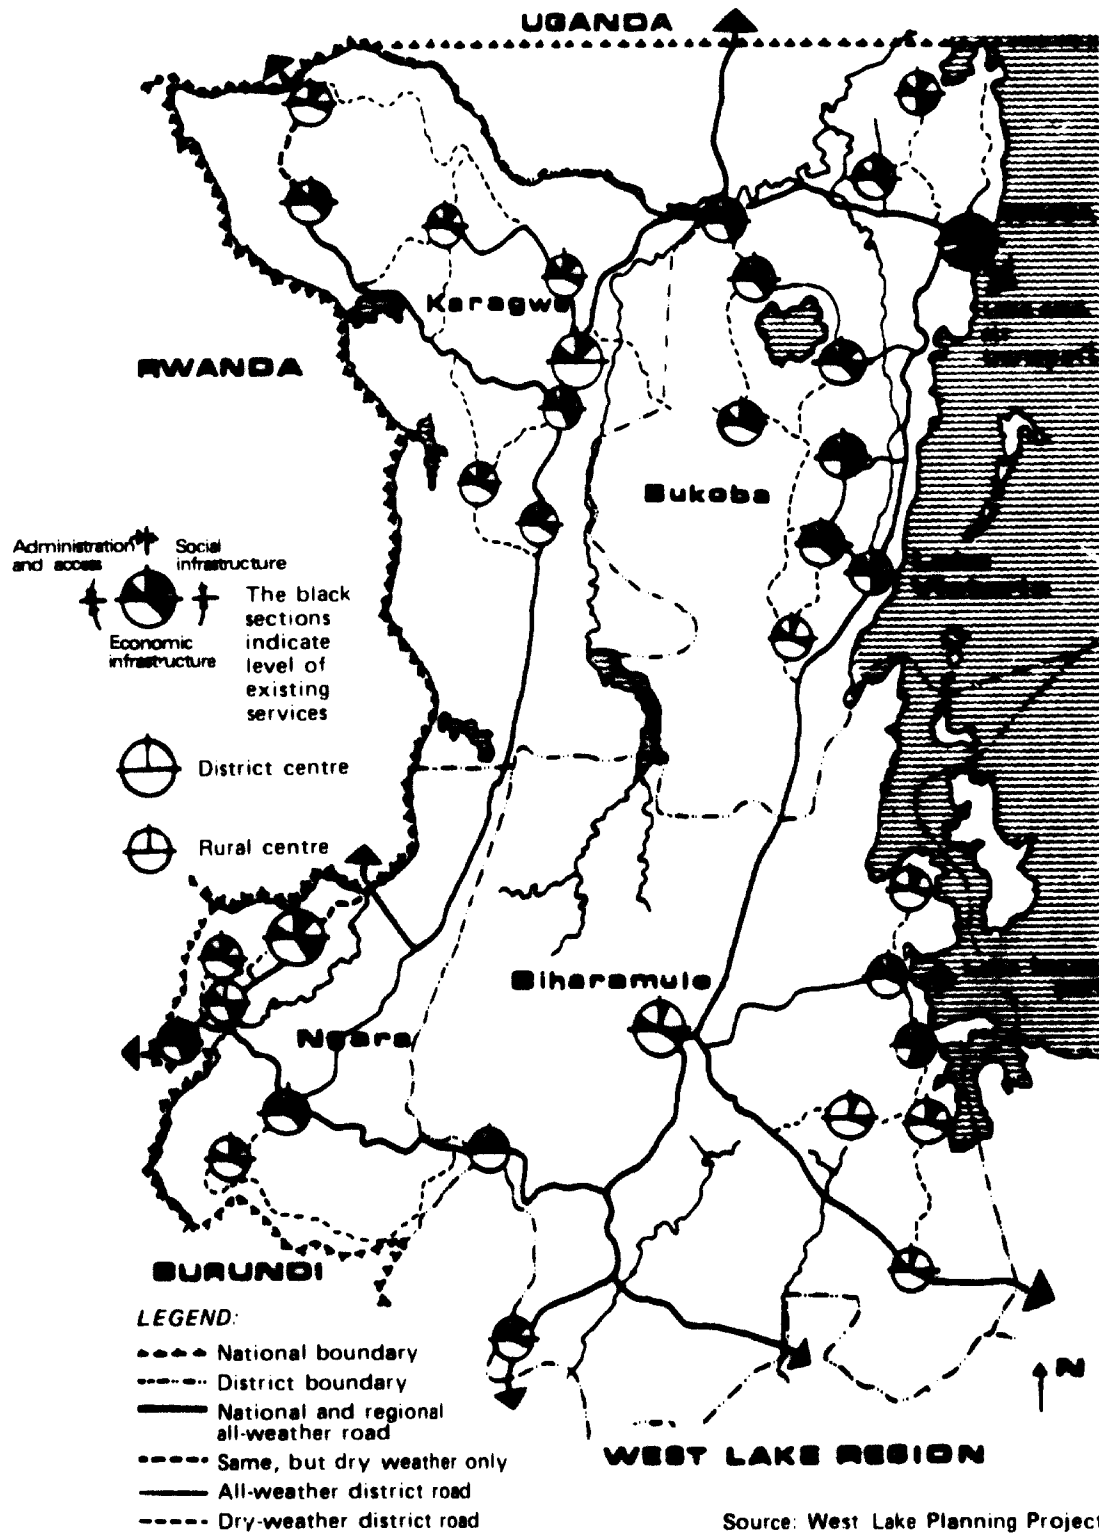 UGANDA
Karagwe
RWANDA
Bukoba
Lake
Victoria
Administration
and access
Social
infrastructure
Economic
infrastructure
The black
sections
indicate
level of
existing
services
District centre
Rural centre
Biharamulo
Ngara
BURUNDI
LEGEND:
National boundary
District boundary
National and regional
all-weather road
Same, but dry weather only
All-weather district road
Dry-weather district road
N
WEST LAKE REGION
Source: West Lake Planning Project